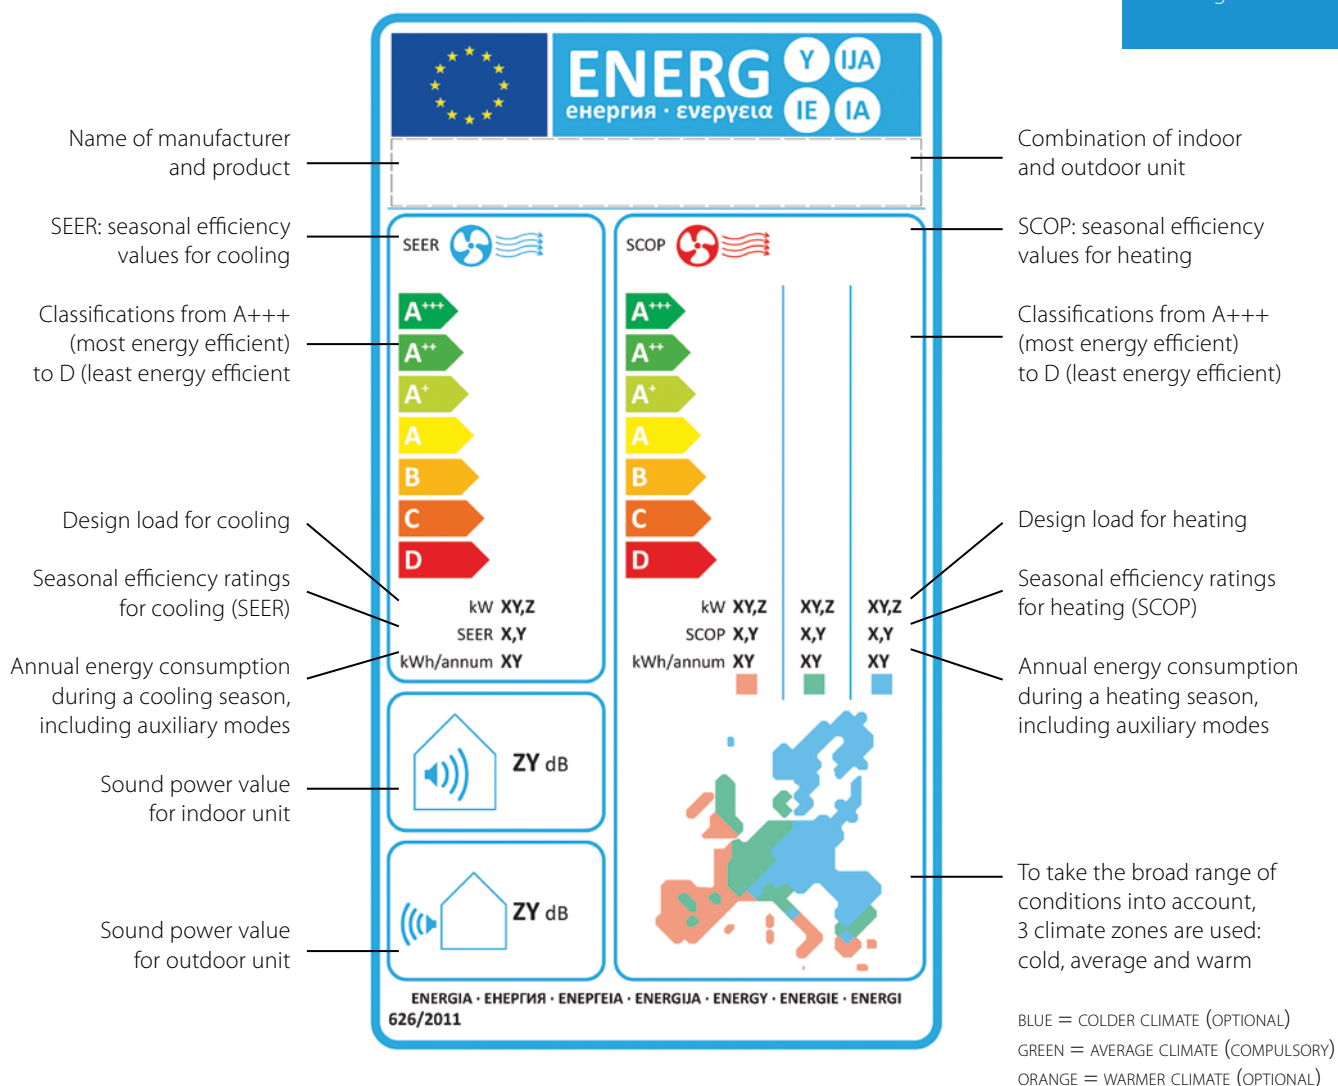 ENERG Y IJA
енергия · ενεργεια IE IA
Name of manufacturer
and product
SEER: seasonal efficiency
values for cooling
Classifications from A+++
(most energy efficient)
to D (least energy efficient
Design load for cooling
Seasonal efficiency ratings
for cooling (SEER)
Annual energy consumption
during a cooling season,
including auxiliary modes
Sound power value
for indoor unit
Sound power value
for outdoor unit
SEER
A+++
A++
A+
A
B
C
D
kW XY,Z
SEER X,Y
kWh/annum XY
ZY dB
ZY dB
SCOP
A+++
A++
A+
A
B
C
D
kW XY,Z XY,Z XY,Z
SCOP X,Y X,Y X,Y
kWh/annum XY XY XY
ENERGIA · ЕНЕРГИЯ · ΕΝΕΡΓΕΙΑ · ENERGIJA · ENERGY · ENERGIE · ENERGI
626/2011
Combination of indoor
and outdoor unit
SCOP: seasonal efficiency
values for heating
Classifications from A+++
(most energy efficient)
to D (least energy efficient)
Design load for heating
Seasonal efficiency ratings
for heating (SCOP)
Annual energy consumption
during a heating season,
including auxiliary modes
To take the broad range of
conditions into account,
3 climate zones are used:
cold, average and warm
BLUE = COLDER CLIMATE (OPTIONAL)
GREEN = AVERAGE CLIMATE (COMPULSORY)
ORANGE = WARMER CLIMATE (OPTIONAL)